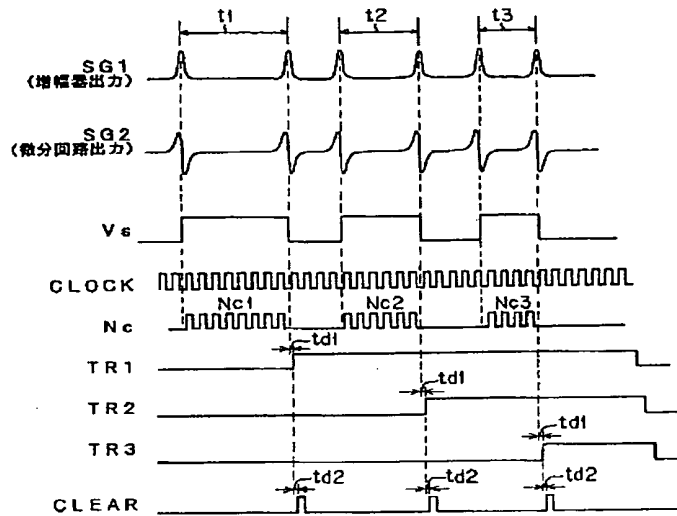 t1 t2 t3
SG1
(増幅器出力)
SG2
(微分回路出力)
Vs
CLOCK
Nc1 Nc2 Nc3
Nc
td1
TR1
td1
TR2
td1
TR3
td2 td2 td2
CLEAR